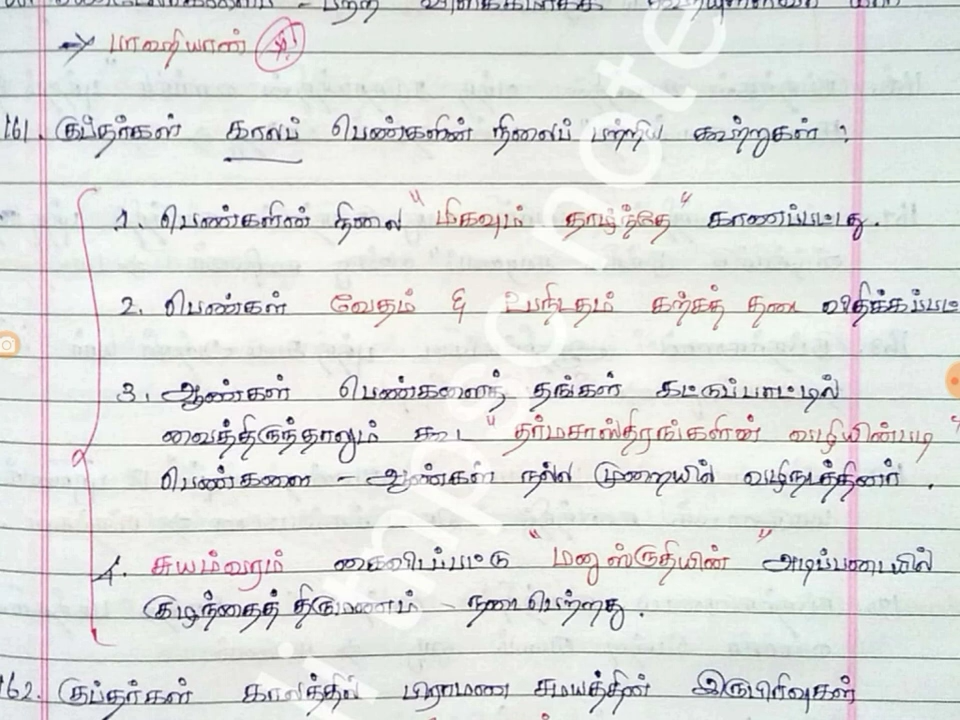 → பாஹியான்
161. குப்தர்கள் காலப் பெண்களின் நிலைப் பற்றிய கூற்றுகள் ?
1. பெண்களின் நிலை "மிகவும் தாழ்ந்தே" காணப்பட்டது.
2. பெண்கள் வேதம் & உபநிடதம் கற்கத் தடை விதிக்கப்பட
3. ஆண்கள் பெண்களைத் தங்கள் கட்டுப்பாட்டில்
வைத்திருந்தாலும் கூட "தர்மசாஸ்திரங்களின் வழியின்படி"
பெண்களை – ஆண்கள் நல்ல முறையில் வழிநடத்தினர்.
4. சுயம்வரம் கைவிடப்பட்டு "மனுஸ்ருதியின்" அடிப்படையில்
குழந்தைத் திருமணம் – நடைபெற்றது.
162. குப்தர்கள் காலத்தில் பிராமண சமயத்தின் இருபிரிவுகள்